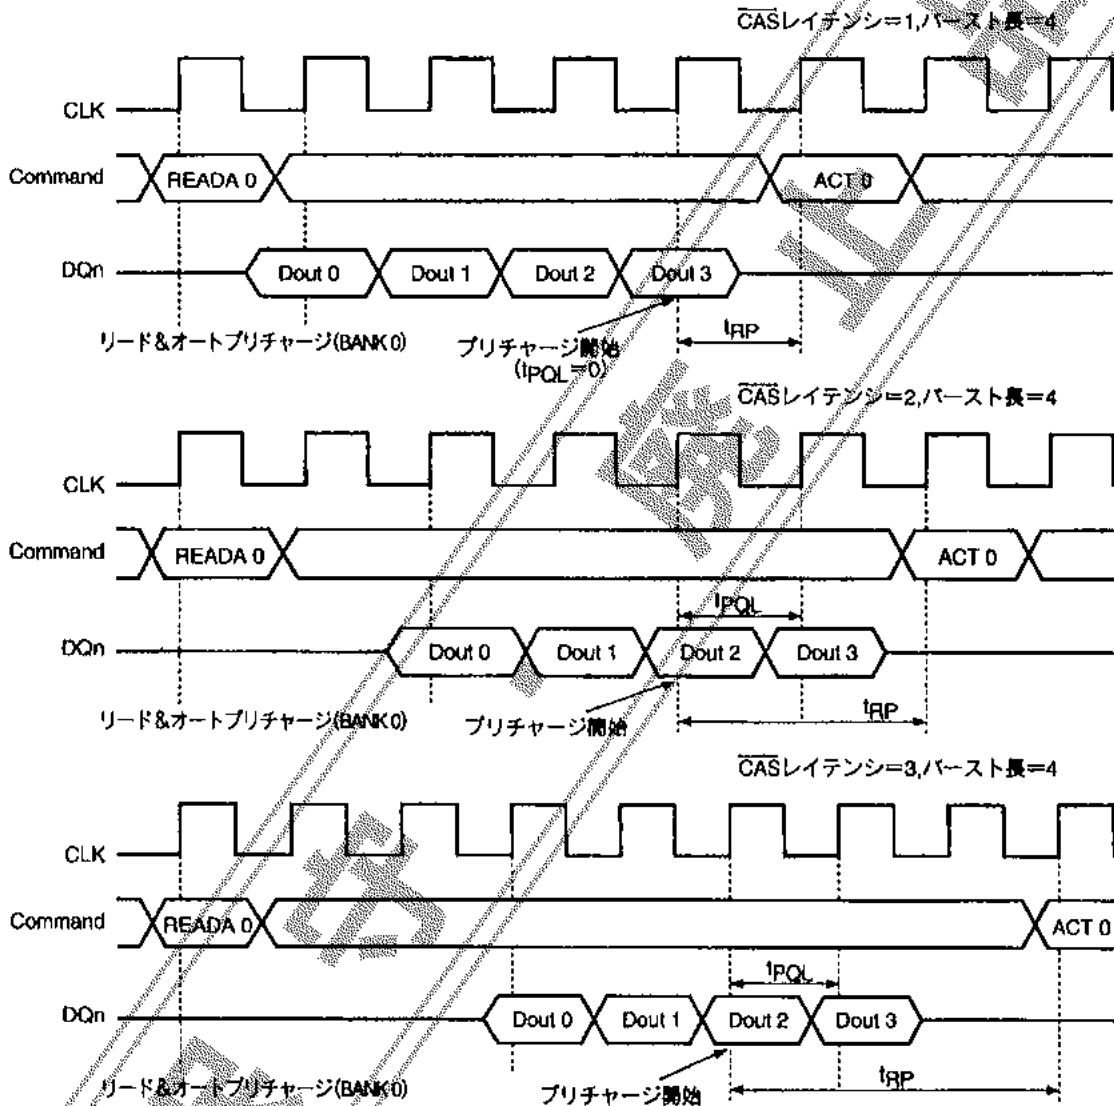 CASレイテンシ=1,バースト長=4
CLK
Command READA 0 ACT 0
DQn Dout 0 Dout 1 Dout 2 Dout 3
リード&オートプリチャージ(BANK 0)
プリチャージ開始
(tPQL=0)
tRP
CASレイテンシ=2,バースト長=4
CLK
Command READA 0 ACT 0
tPQL
DQn Dout 0 Dout 1 Dout 2 Dout 3
リード&オートプリチャージ(BANK 0)
プリチャージ開始
tRP
CASレイテンシ=3,バースト長=4
CLK
Command READA 0 ACT 0
tPQL
DQn Dout 0 Dout 1 Dout 2 Dout 3
リード&オートプリチャージ(BANK 0)
プリチャージ開始
tRP